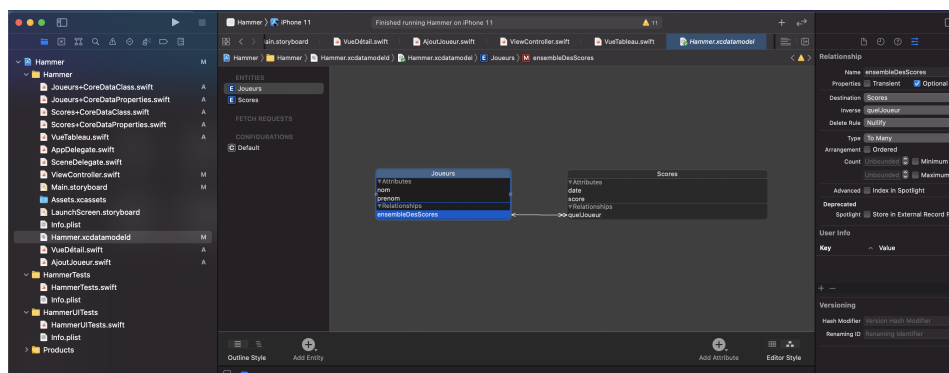 Hammer
iPhone 11
Finished running Hammer on iPhone 11
11
ain.storyboard
VueDétail.swift
AjoutJoueur.swift
ViewController.swift
VueTableau.swift
Hammer.xcdatamodel
Hammer
Hammer
Hammer.xcdatamodeld
Hammer.xcdatamodel
E Joueurs
M ensembleDesScores
Hammer M
Hammer
Joueurs+CoreDataClass.swift A
Joueurs+CoreDataProperties.swift A
Scores+CoreDataClass.swift A
Scores+CoreDataProperties.swift A
VueTableau.swift A
AppDelegate.swift
SceneDelegate.swift
ViewController.swift M
Main.storyboard M
Assets.xcassets
LaunchScreen.storyboard
Info.plist
Hammer.xcdatamodeld M
VueDétail.swift A
AjoutJoueur.swift A
HammerTests
HammerTests.swift
Info.plist
HammerUITests
HammerUITests.swift
Info.plist
Products
ENTITIES
E Joueurs
E Scores
FETCH REQUESTS
CONFIGURATIONS
C Default
Joueurs
Attributes
nom
prenom
Relationships
ensembleDesScores
Scores
Attributes
date
score
Relationships
quelJoueur
Outline Style
Add Entity
Add Attribute
Editor Style
Relationship
Name ensembleDesScores
Properties Transient Optional
Destination Scores
Inverse quelJoueur
Delete Rule Nullify
Type To Many
Arrangement Ordered
Count Unbounded Minimum
Unbounded Maximum
Advanced Index in Spotlight
Deprecated
Spotlight Store in External Record F
User Info
Key Value
Versioning
Hash Modifier Version Hash Modifier
Renaming ID Renaming Identifier